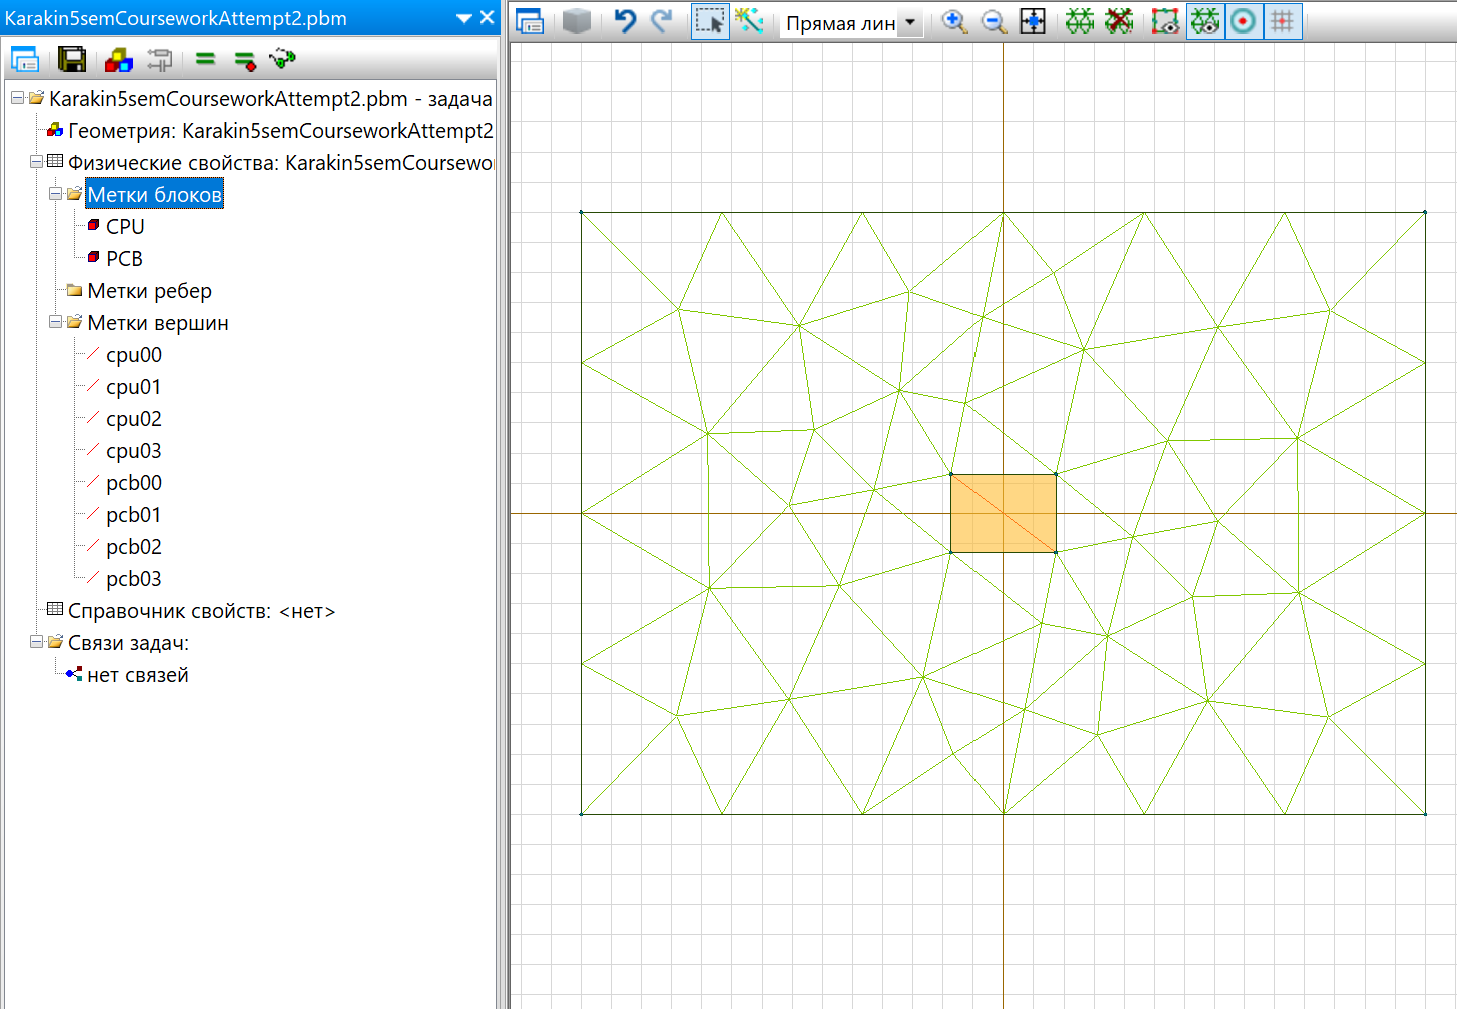 Karakin5semCourseworkAttempt2.pbm
Прямая лин
Karakin5semCourseworkAttempt2.pbm - задача
Геометрия: Karakin5semCourseworkAttempt2
Физические свойства: Karakin5semCoursewo
Метки блоков
CPU
PCB
Метки ребер
Метки вершин
cpu00
cpu01
cpu02
cpu03
pcb00
pcb01
pcb02
pcb03
Справочник свойств: <нет>
Связи задач:
нет связей